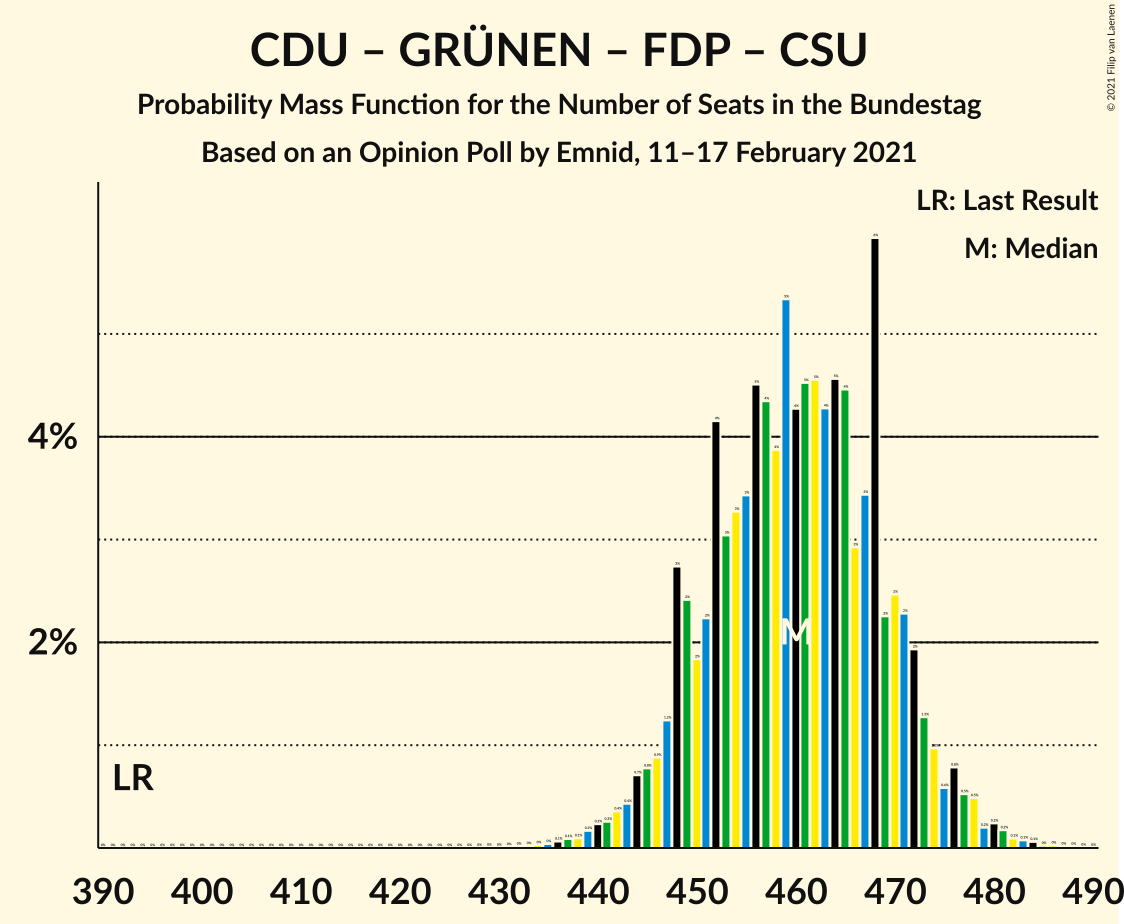 CDU – GRÜNEN – FDP – CSU
Probability Mass Function for the Number of Seats in the Bundestag
Based on an Opinion Poll by Emnid, 11–17 February 2021
© 2021 Filip van Laenen
LR: Last Result
M: Median
4%
2%
LR
M
390 400 410 420 430 440 450 460 470 480 490